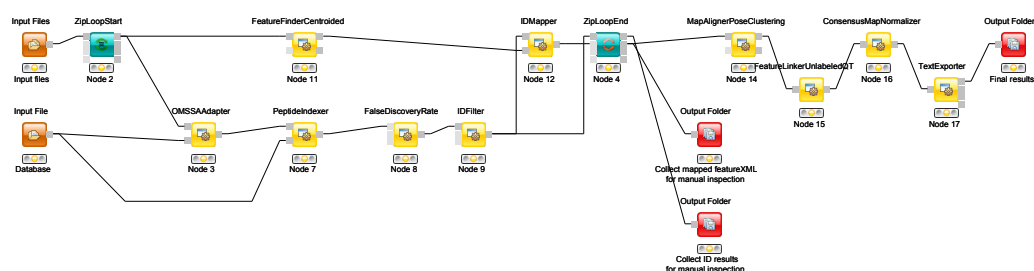 Input Files
ZipLoopStart
FeatureFinderCentroided
IDMapper
ZipLoopEnd
MapAlignerPoseClustering
ConsensusMapNormalizer
Output Folder
Input files
Node 2
Node 11
Node 12
Node 4
Node 14
FeatureLinkerUnlabeledQT
Node 16
TextExporter
Final results
Input File
OMSSAAdapter
PeptideIndexer
FalseDiscoveryRate
IDFilter
Output Folder
Node 15
Node 17
Database
Node 3
Node 7
Node 8
Node 9
Collect mapped featureXML
for manual inspection
Output Folder
Collect ID results
for manual inspection